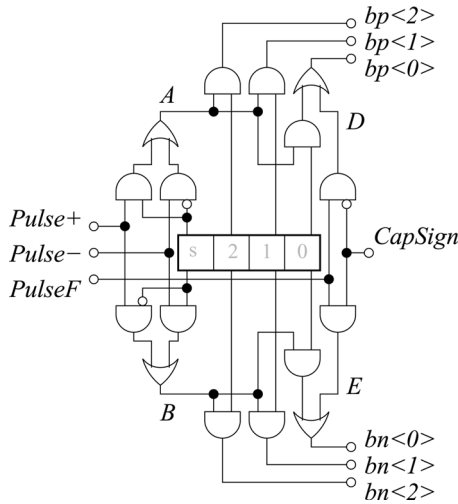 bp<2>
bp<1>
bp<0>
A
D
Pulse+
s 2 1 0
CapSign
Pulse−
PulseF
E
B
bn<0>
bn<1>
bn<2>